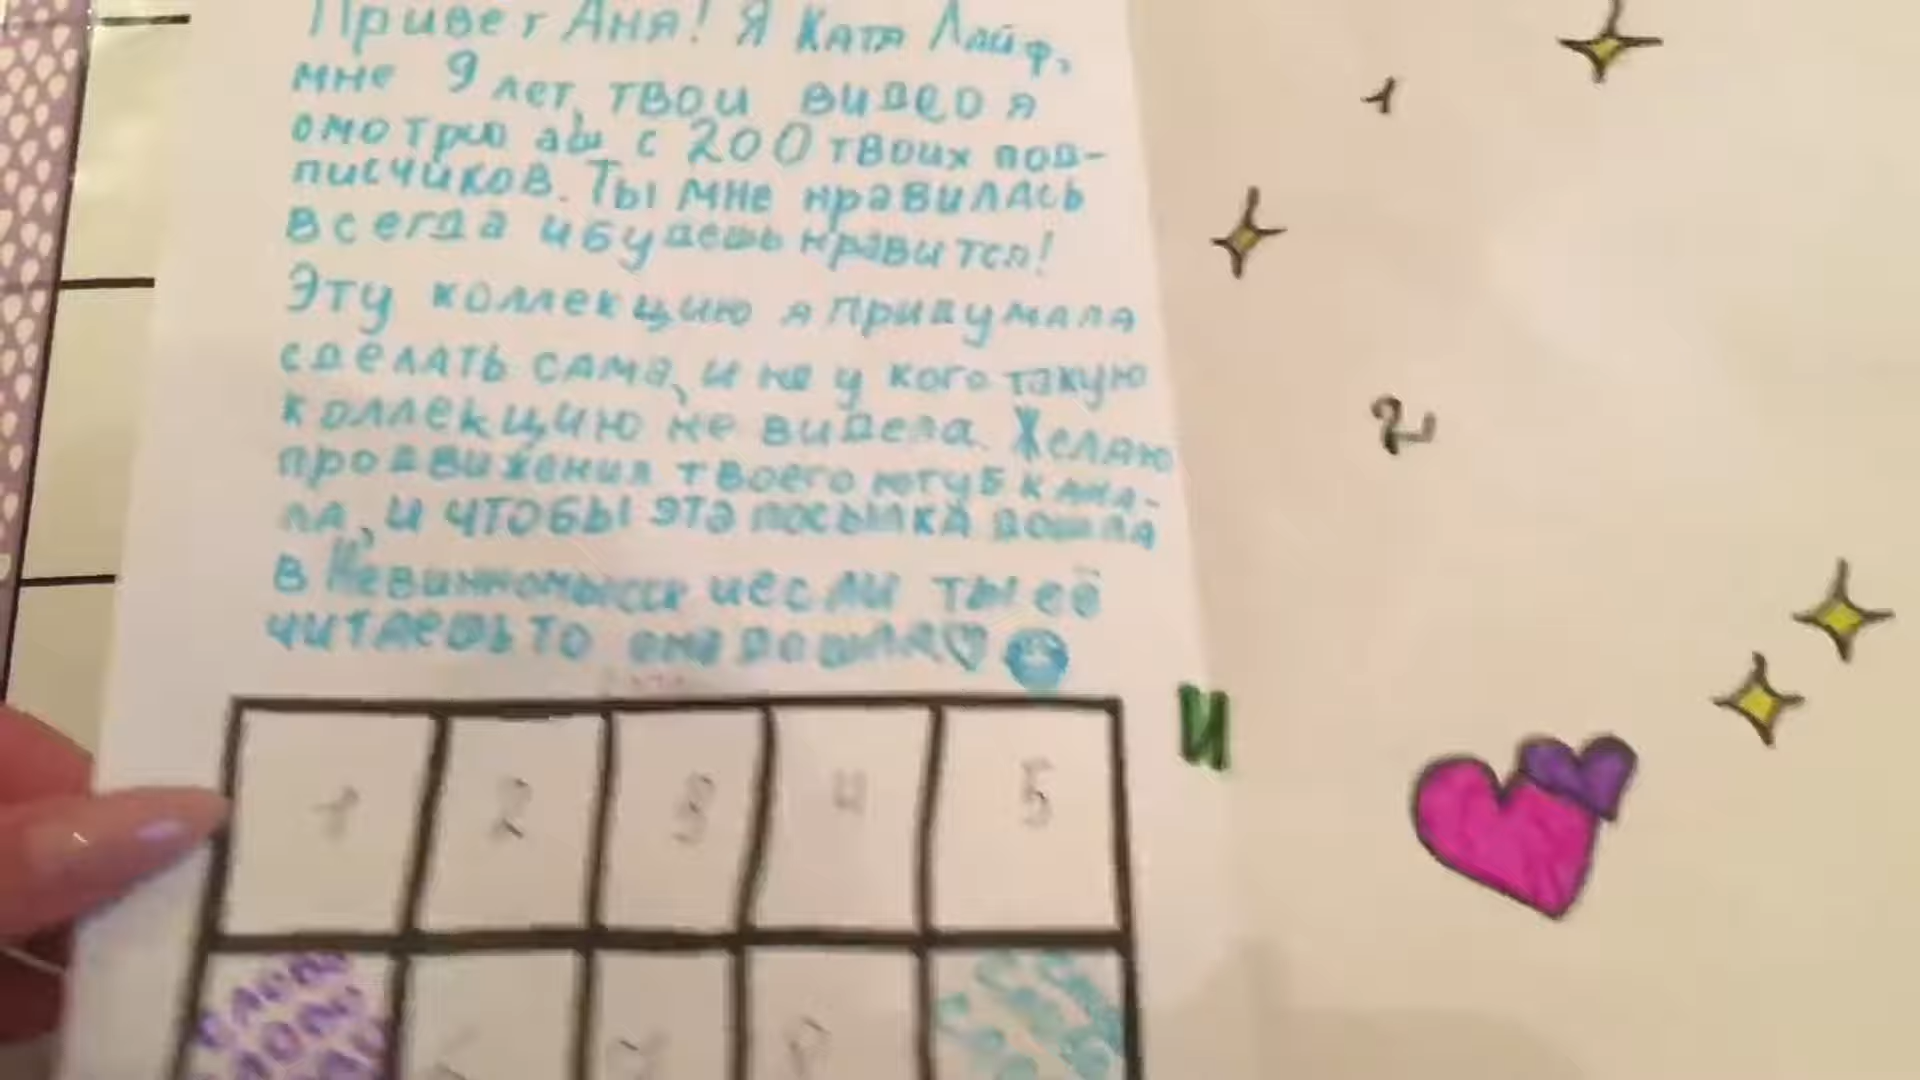 Привет Аня! Я Катя Лайф,
мне 9 лет, твои видео я
смотрю аш с 200 твоих под-
писчиков. Ты мне нравилась
всегда и будешь нравится!
Эту коллекцию я придумала
сделать сама, и не у кого такую
коллекцию не видела. Желаю
продвижения твоего ютуб кана-
ла, и чтобы эта посылка дошла
в Невинномысск и если ты её
читаешь то она дошла♡
И
1
2
1 2 3 4 5